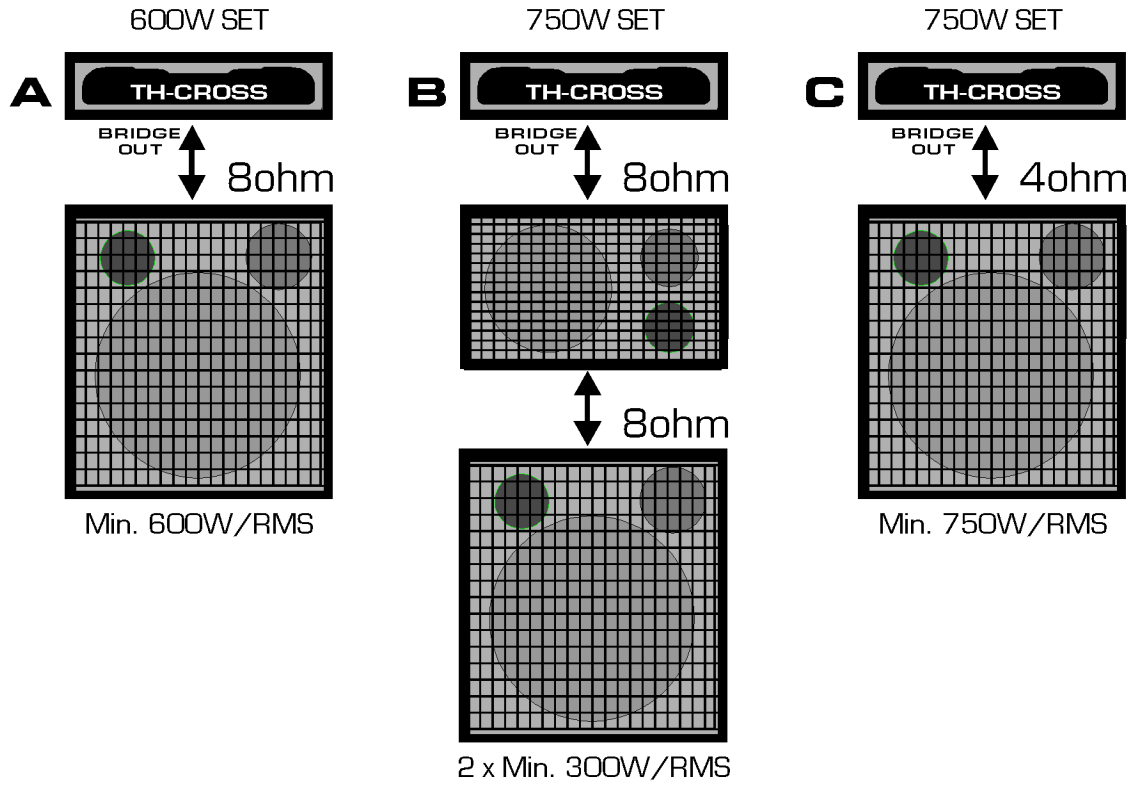 600W SET
A
TH-CROSS
BRIDGE
OUT
8ohm
Min. 600W/RMS
750W SET
B
TH-CROSS
BRIDGE
OUT
8ohm
8ohm
2 x Min. 300W/RMS
750W SET
C
TH-CROSS
BRIDGE
OUT
4ohm
Min. 750W/RMS